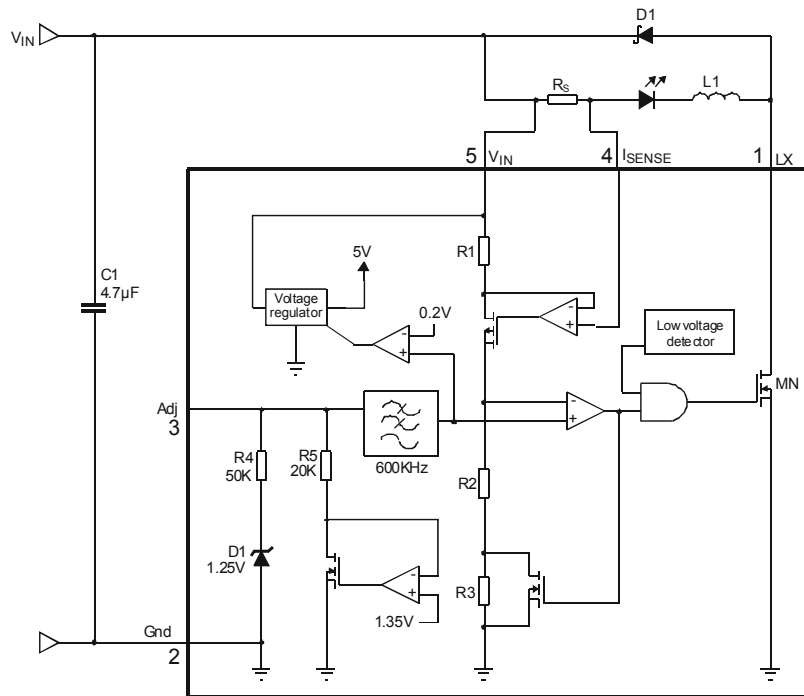 D1
VIN
RS
L1
5 VIN 4 ISENSE 1 LX
R1
C1
4.7µF
5V
Voltage
regulator
0.2V
Low voltage
detector
MN
Adj
3
R4
50K
R5
20K
600KHz
R2
D1
1.25V
R3
1.35V
Gnd
2